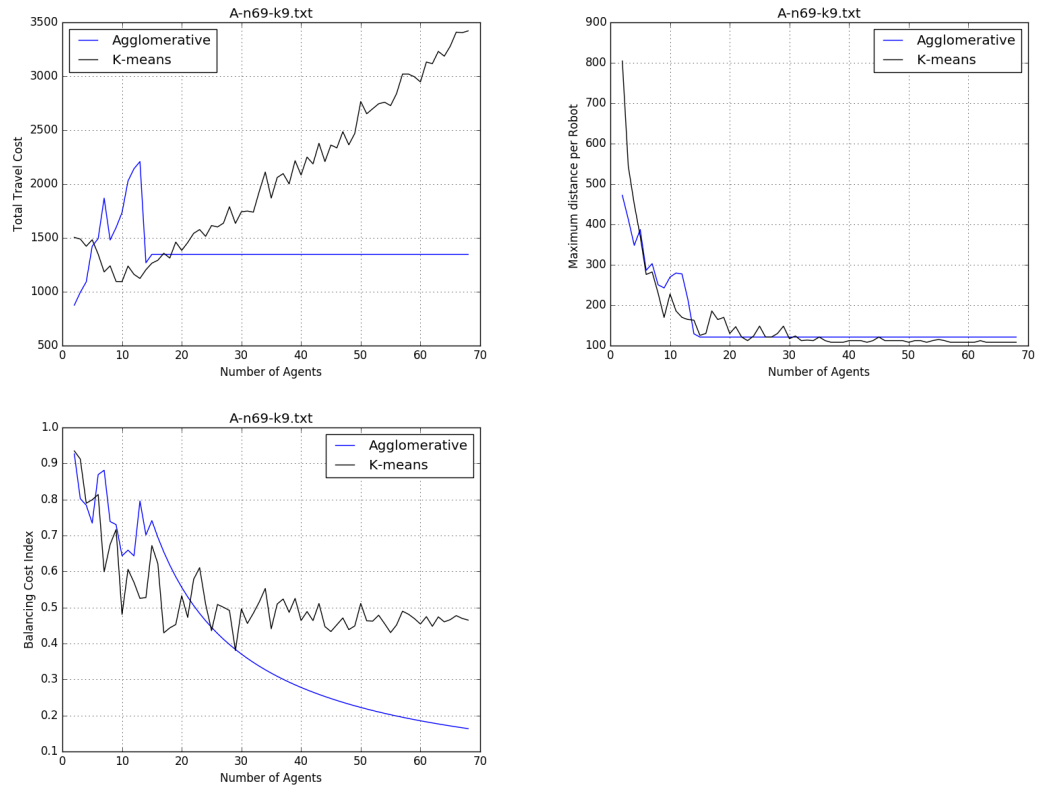 A-n69-k9.txt
3500
3000
2500
2000
1500
1000
500
Total Travel Cost
Agglomerative
K-means
0 10 20 30 40 50 60 70
Number of Agents
A-n69-k9.txt
900
800
700
600
500
400
300
200
100
Maximum distance per Robot
Agglomerative
K-means
0 10 20 30 40 50 60 70
Number of Agents
A-n69-k9.txt
1.0
0.9
0.8
0.7
0.6
0.5
0.4
0.3
0.2
0.1
Balancing Cost Index
Agglomerative
K-means
0 10 20 30 40 50 60 70
Number of Agents